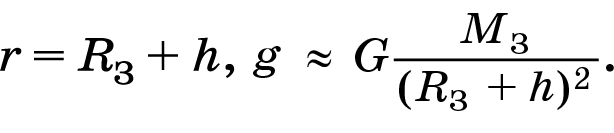 r = R₃ + h, g ≈ G M₃/(R₃ + h)².